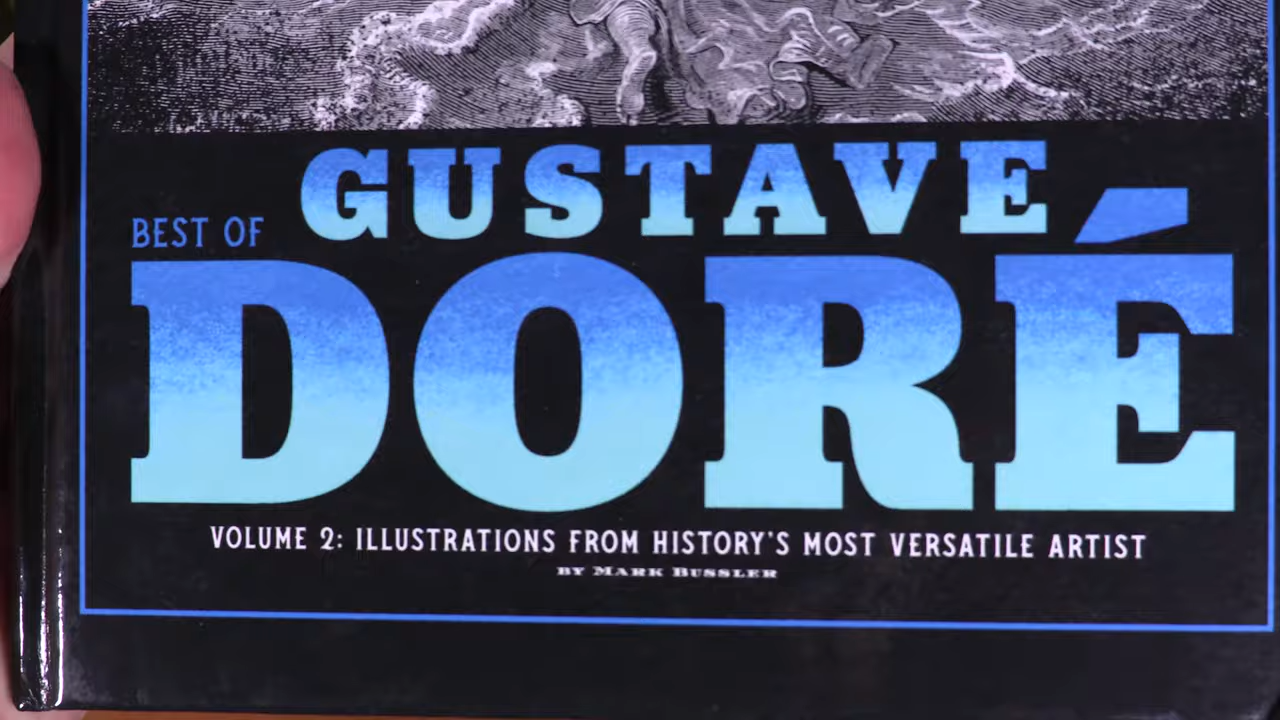 GUSTAVE
BEST OF
DORÉ
VOLUME 2: ILLUSTRATIONS FROM HISTORY'S MOST VERSATILE ARTIST
BY MARK BUSSLER